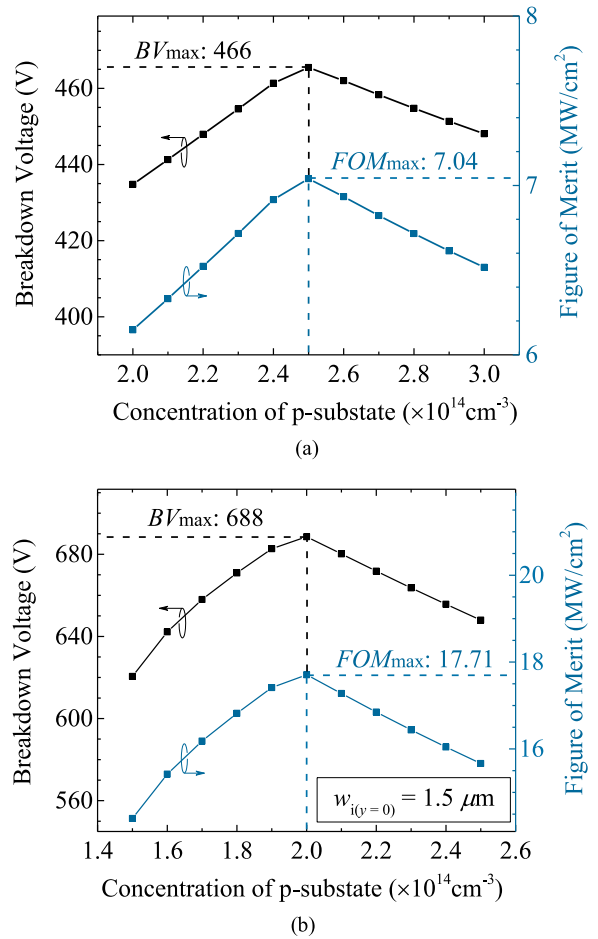 BVmax: 466
FOMmax: 7.04
Breakdown Voltage (V)
400
420
440
460
Figure of Merit (MW/cm²)
6
7
8
2.0 2.2 2.4 2.6 2.8 3.0
Concentration of p-substate (×10¹⁴cm⁻³)
(a)
BVmax: 688
FOMmax: 17.71
Breakdown Voltage (V)
560
600
640
680
Figure of Merit (MW/cm²)
16
18
20
w i(y = 0) = 1.5 μm
1.4 1.6 1.8 2.0 2.2 2.4 2.6
Concentration of p-substate (×10¹⁴cm⁻³)
(b)